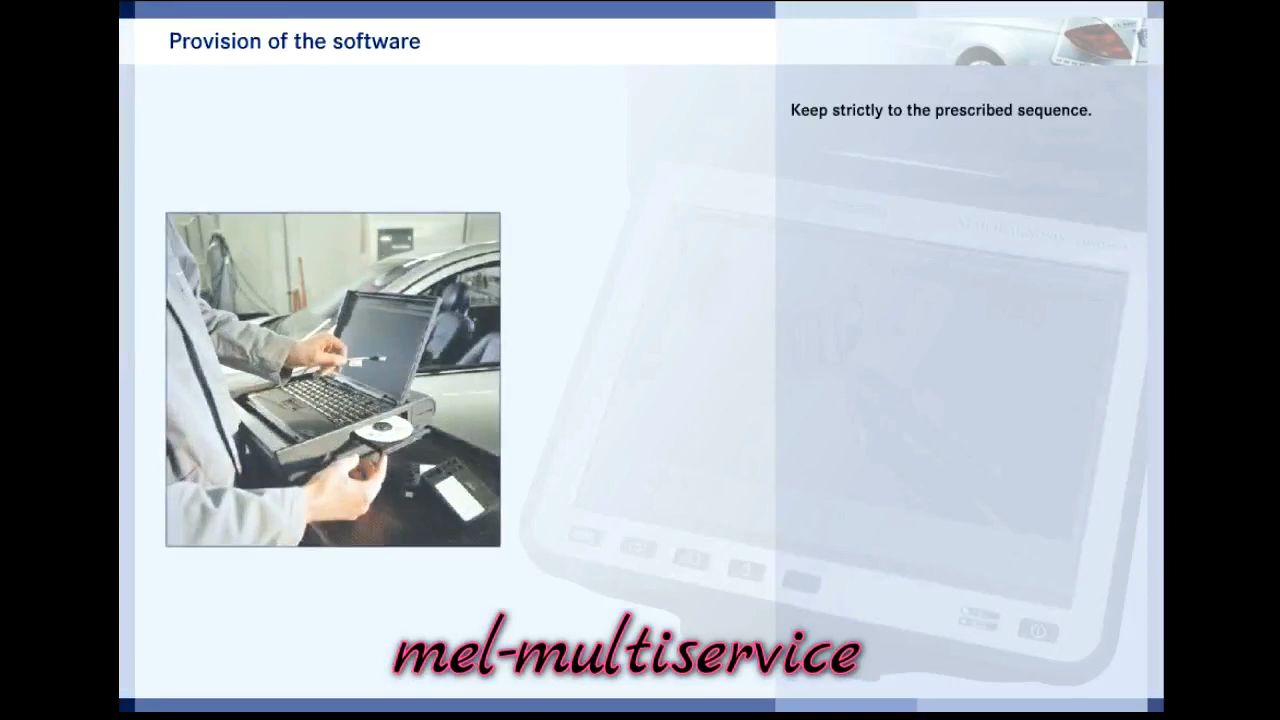 Provision of the software
Keep strictly to the prescribed sequence.
mel-multiservice